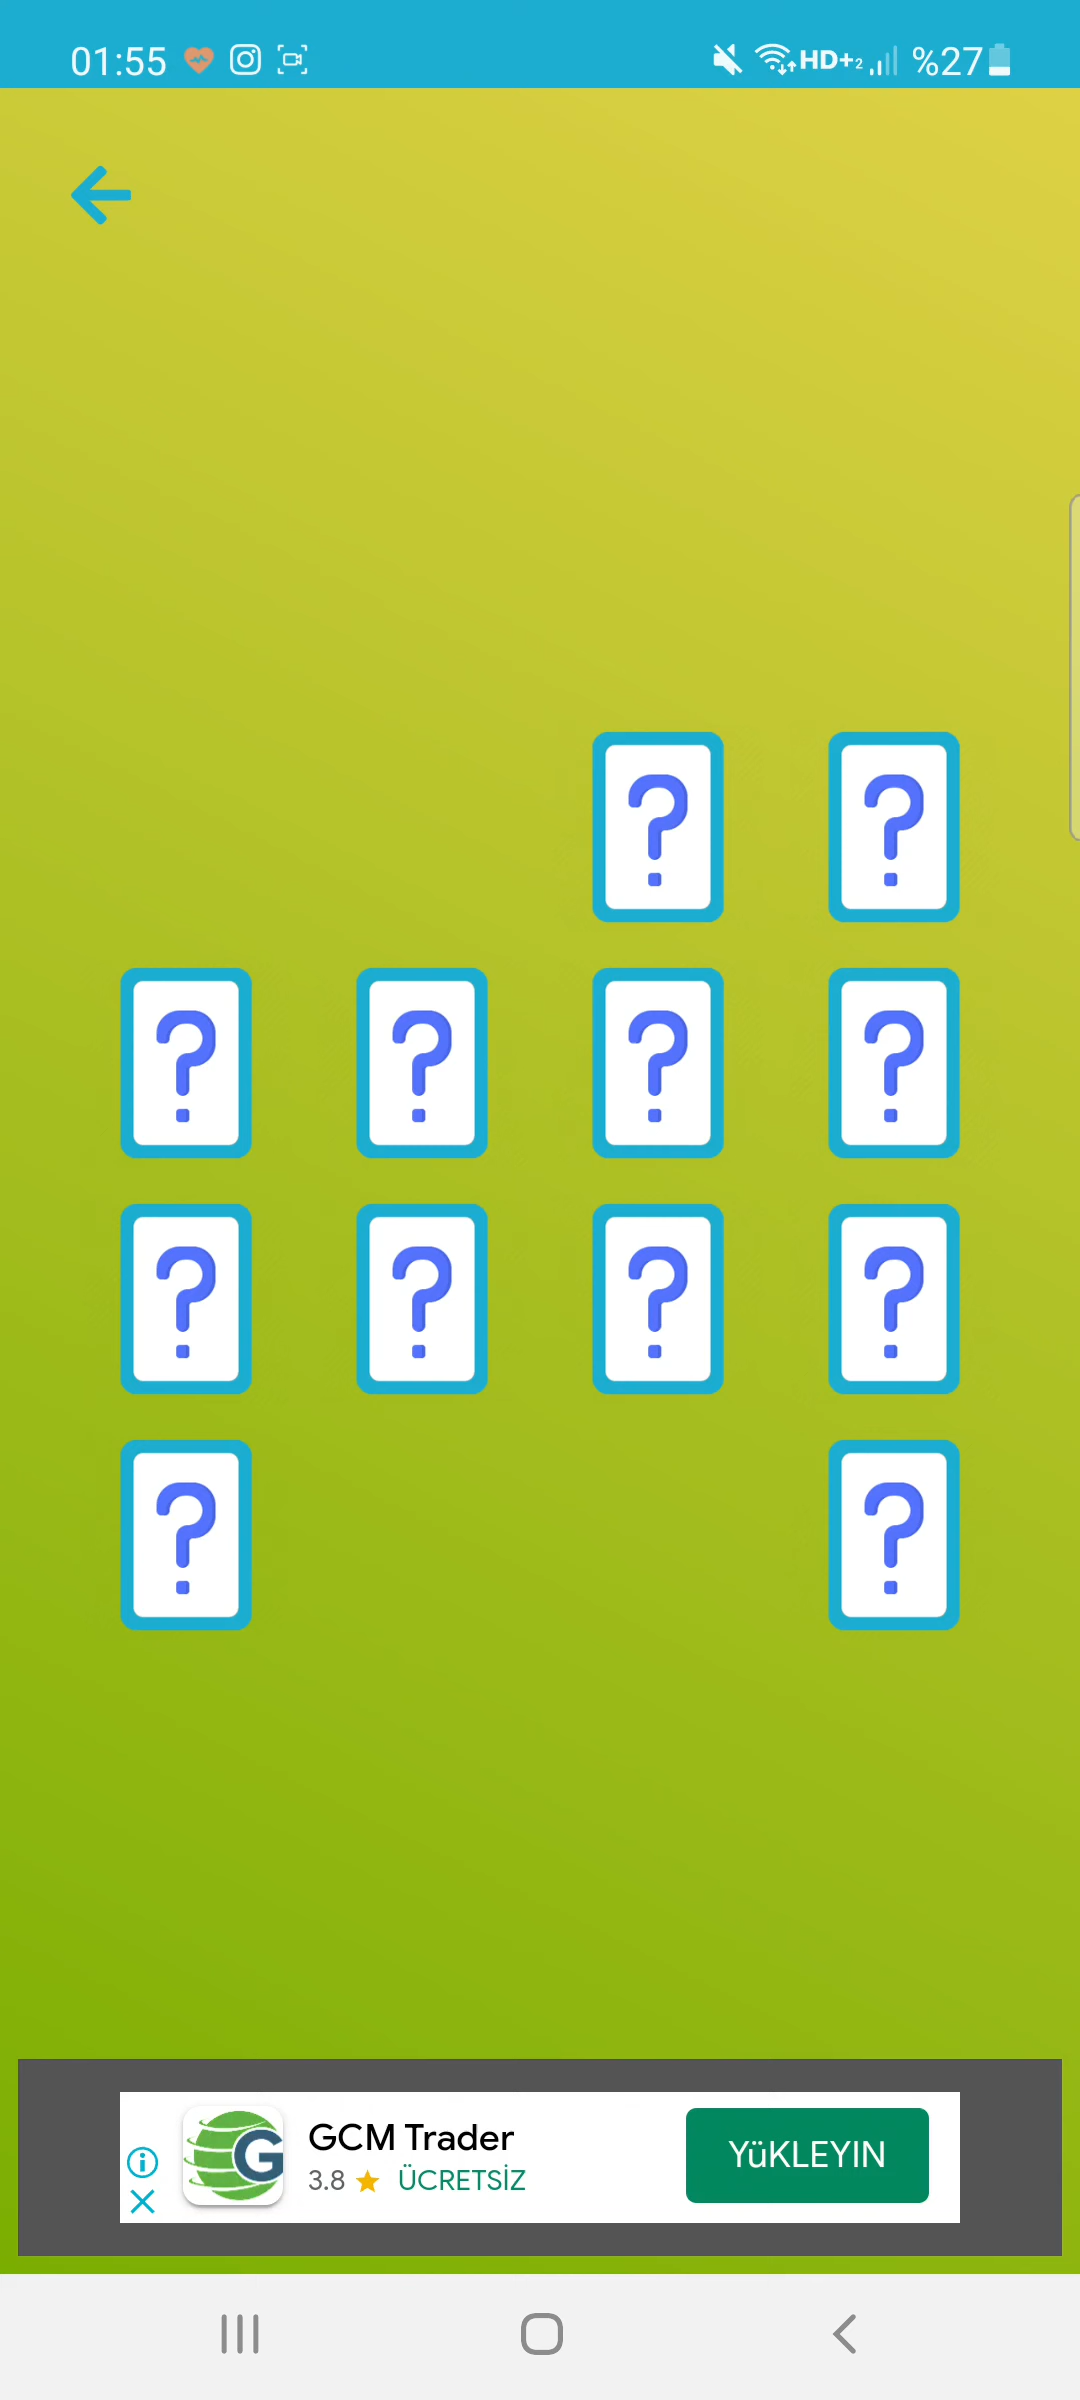 01:55 HD+ 2 %27
? ?
? ? ? ?
? ? ? ?
? ?
G
GCM Trader
3.8 ÜCRETSİZ
YüKLEYIN